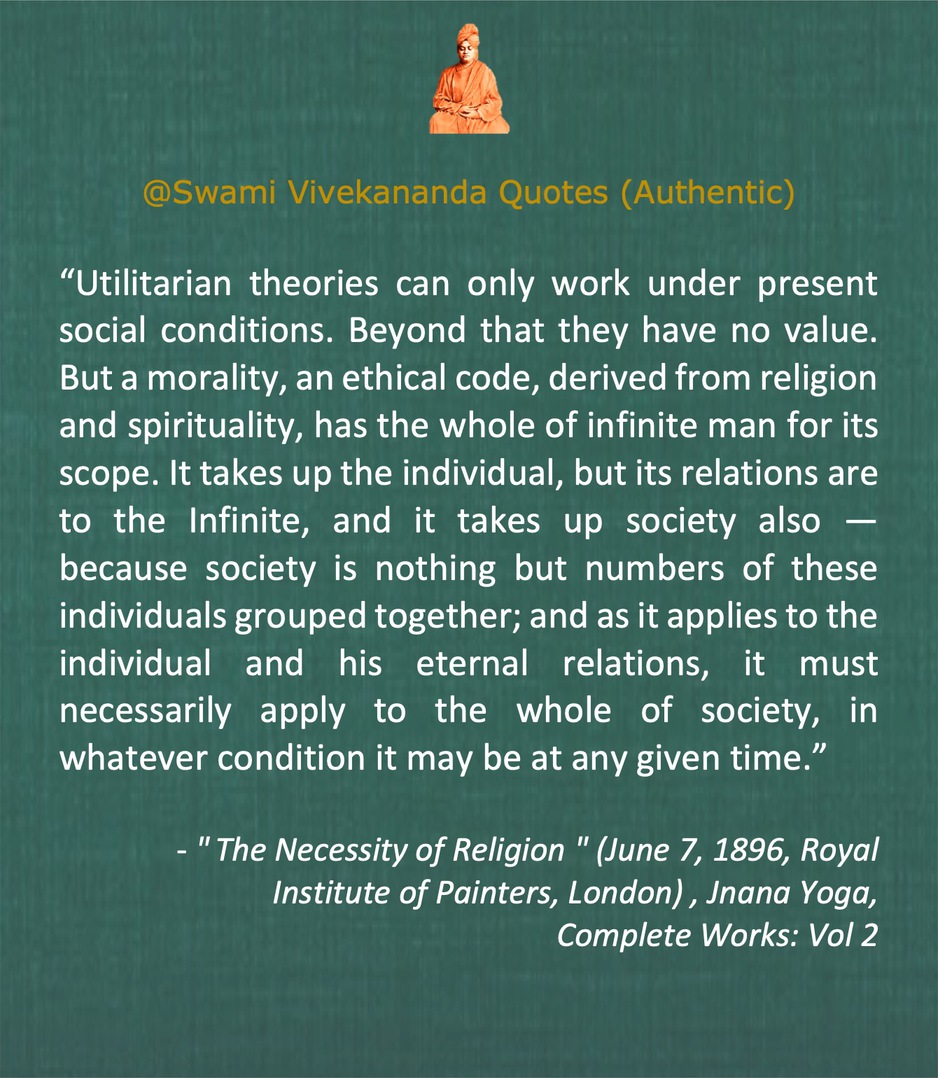 @Swami Vivekananda Quotes (Authentic)
“Utilitarian theories can only work under present
social conditions. Beyond that they have no value.
But a morality, an ethical code, derived from religion
and spirituality, has the whole of infinite man for its
scope. It takes up the individual, but its relations are
to the Infinite, and it takes up society also —
because society is nothing but numbers of these
individuals grouped together; and as it applies to the
individual and his eternal relations, it must
necessarily apply to the whole of society, in
whatever condition it may be at any given time.”
- " The Necessity of Religion " (June 7, 1896, Royal
Institute of Painters, London) , Jnana Yoga,
Complete Works: Vol 2